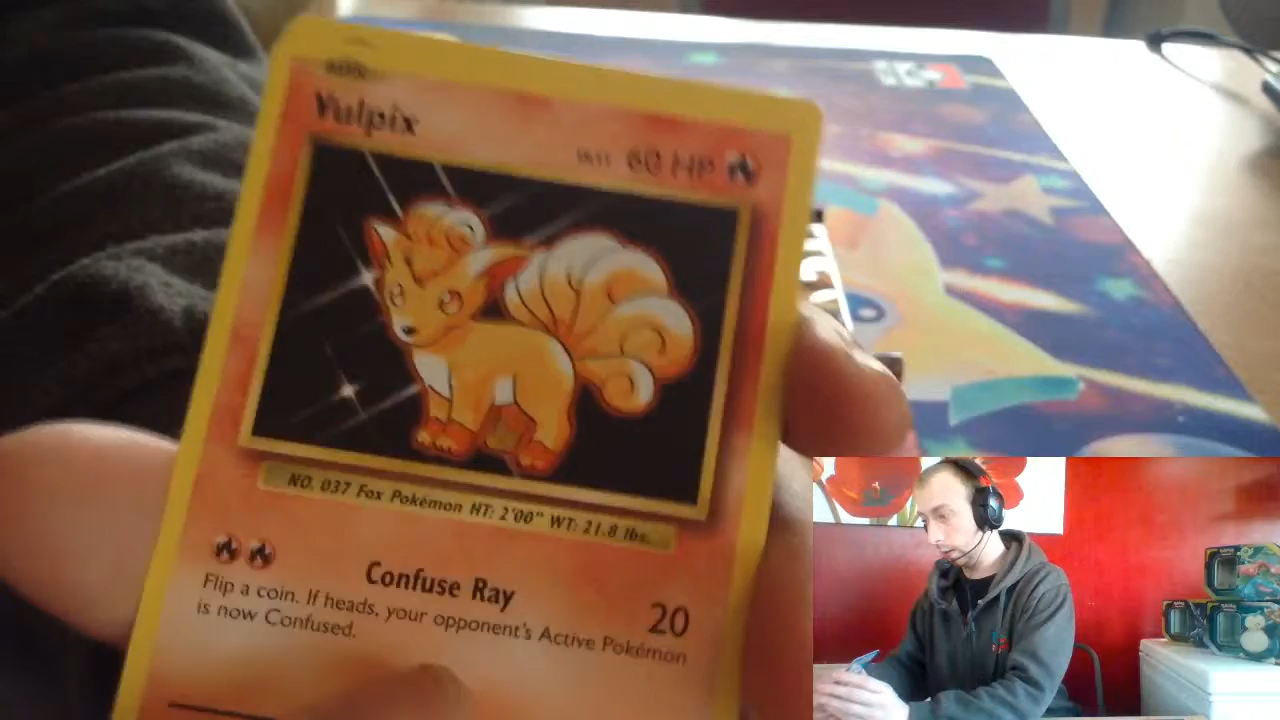 BASIC
Vulpix
60 HP
NO. 037 Fox Pokémon HT: 2'00" WT: 21.8 lbs.
Confuse Ray
20
Flip a coin. If heads, your opponent's Active Pokémon
is now Confused.